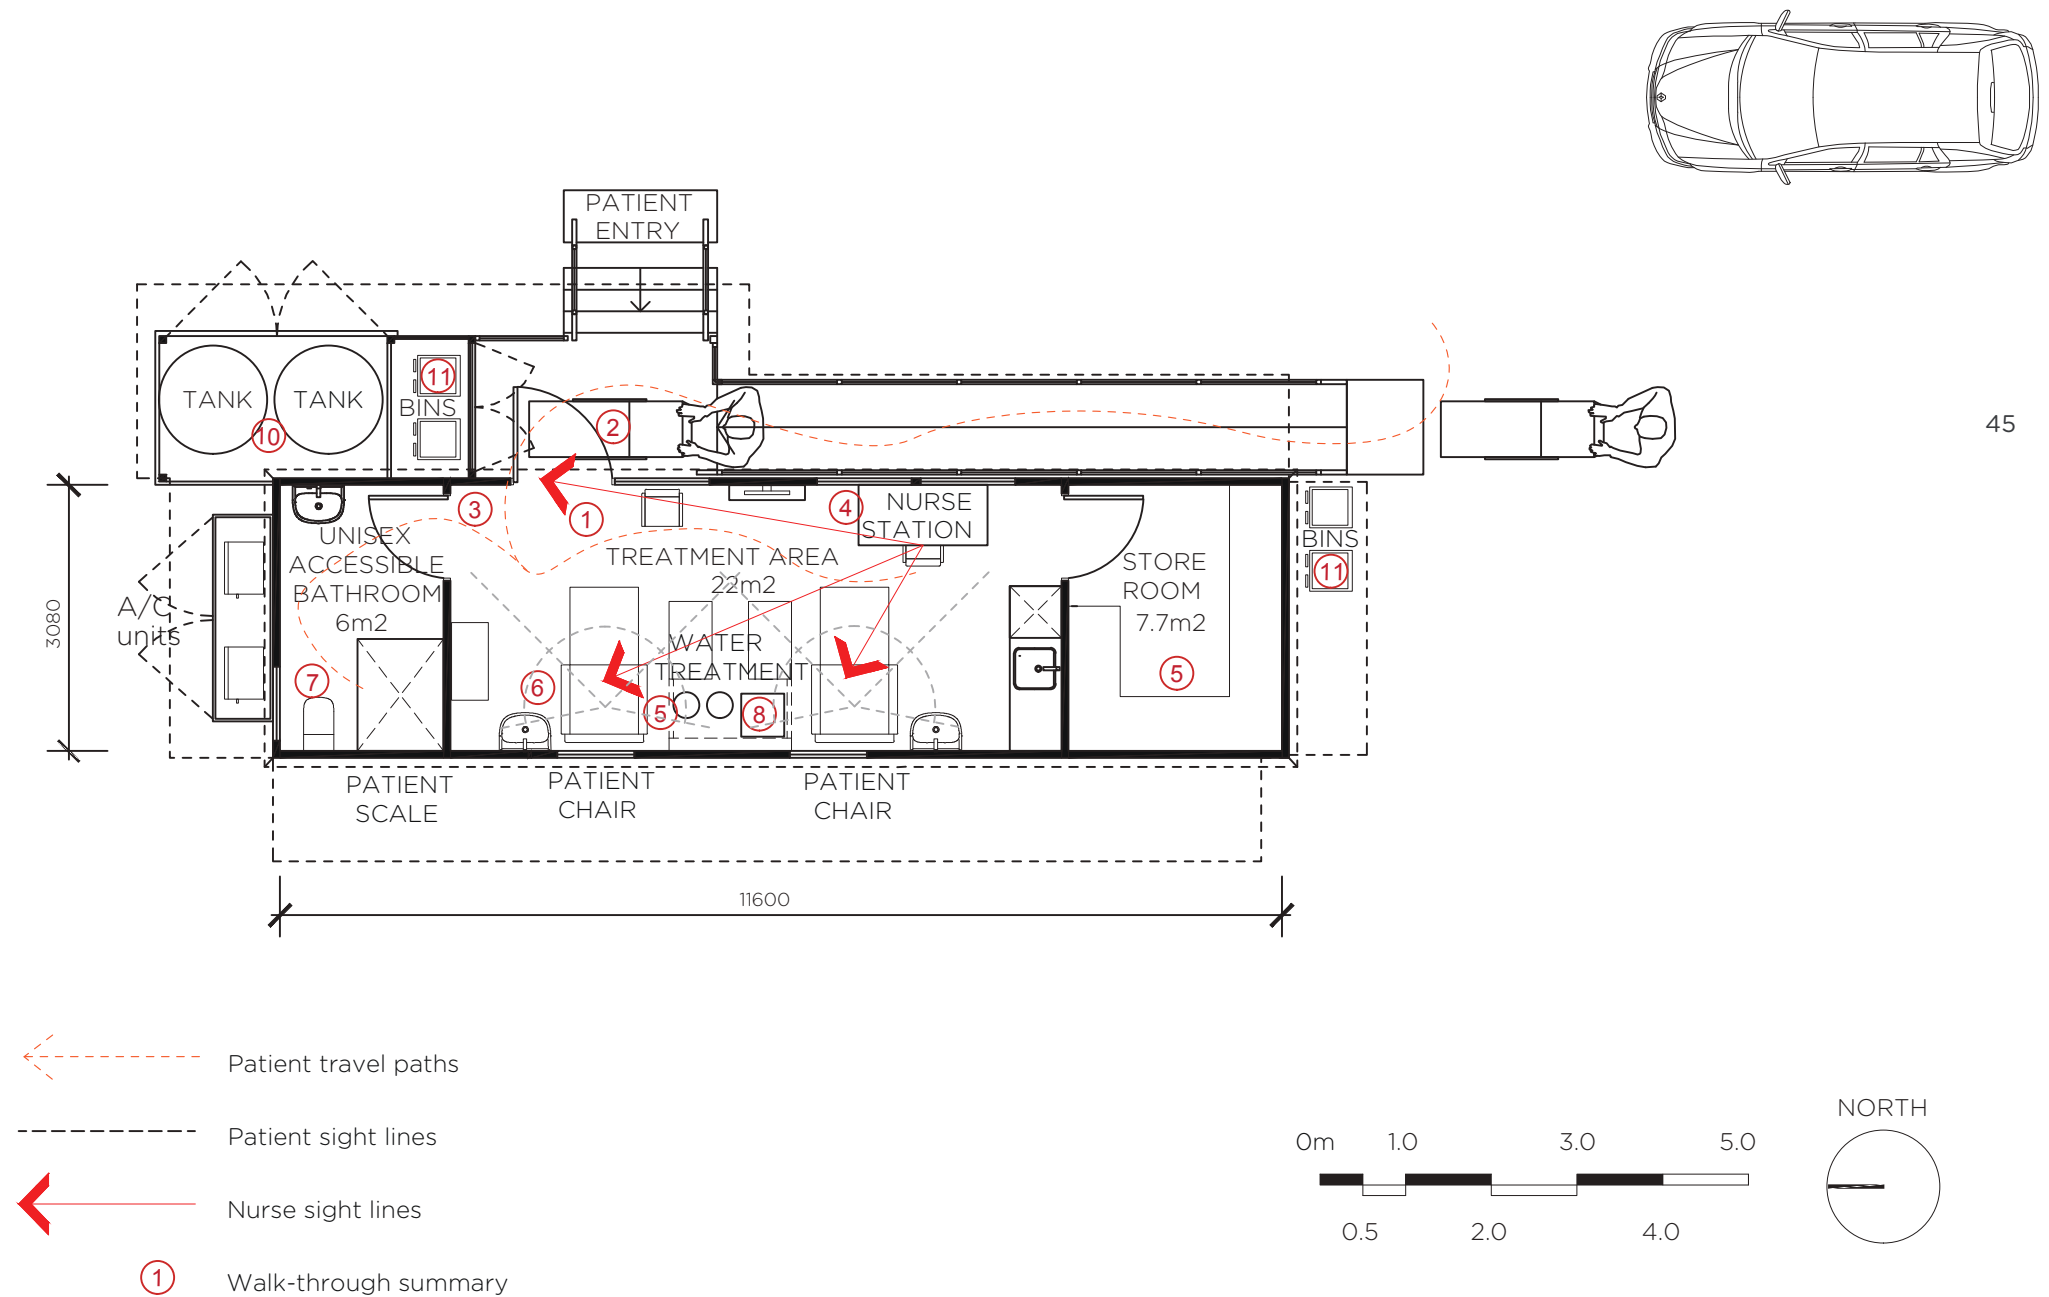 PATIENT
ENTRY
TANK
TANK
10
11
BINS
2
45
3
1
4
NURSE
STATION
UNISEX
ACCESSIBLE
BATHROOM
6m2
TREATMENT AREA
22m2
STORE
ROOM
7.7m2
5
BINS
11
A/C
units
3080
WATER
TREATMENT
7
6
5
8
PATIENT
SCALE
PATIENT
CHAIR
PATIENT
CHAIR
11600
Patient travel paths
Patient sight lines
Nurse sight lines
1
Walk-through summary
0m 1.0 3.0 5.0
0.5 2.0 4.0
NORTH